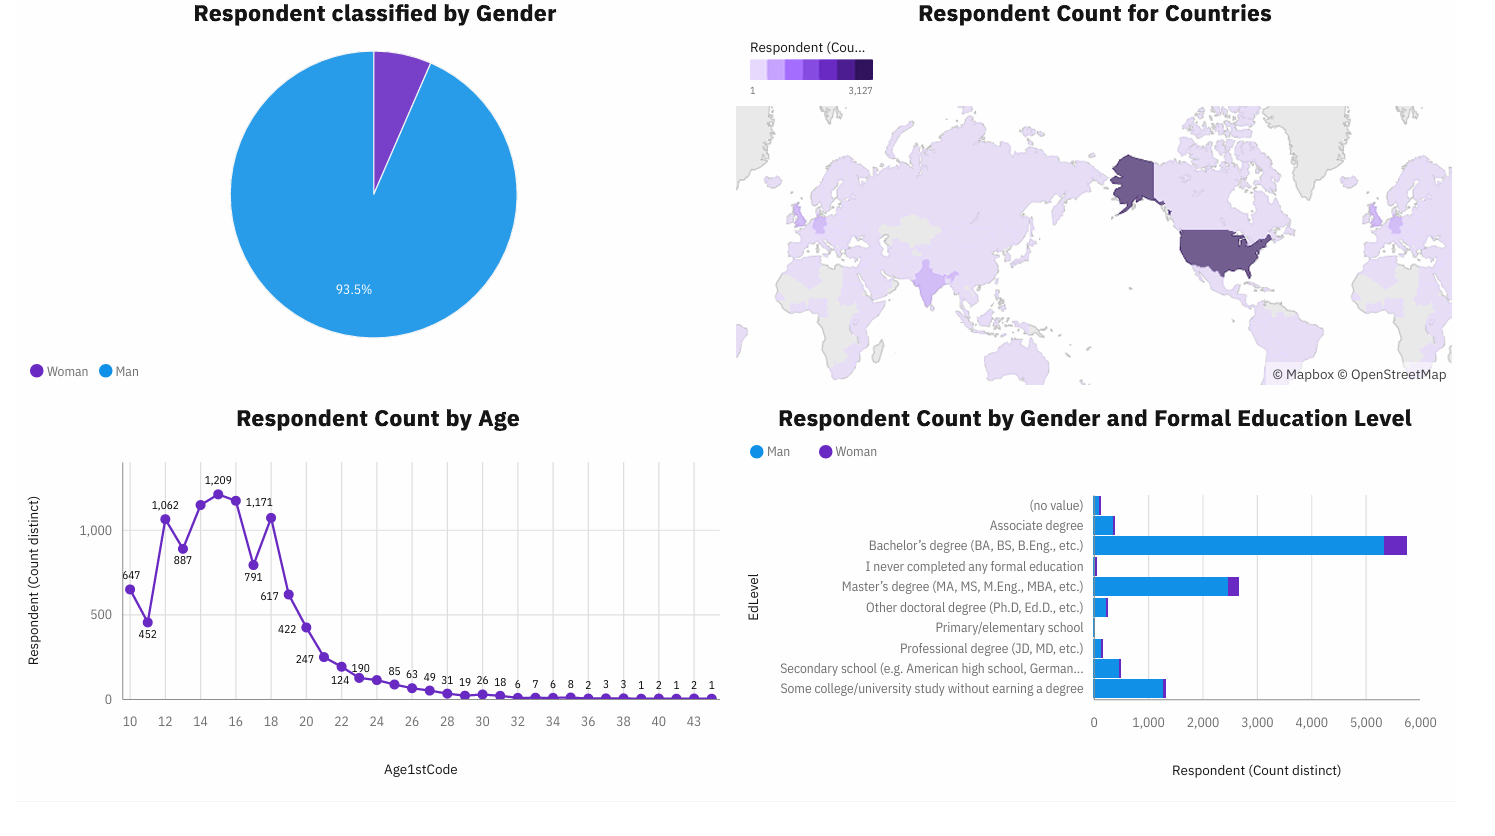 Respondent classified by Gender
93.5%
Woman Man
Respondent Count for Countries
Respondent (Cou...
1 3,127
© Mapbox © OpenStreetMap
Respondent Count by Age
Respondent (Count distinct)
1,000
500
0
647
452
1,062
887
1,209
1,171
791
617
422
247
124
190
85
63
49
31
19
26
18
6
7
6
8
2
3
3
1
2
1
2
1
10 12 14 16 18 20 22 24 26 28 30 32 34 36 38 40 43
Age1stCode
Respondent Count by Gender and Formal Education Level
Man Woman
EdLevel
(no value)
Associate degree
Bachelor’s degree (BA, BS, B.Eng., etc.)
I never completed any formal education
Master’s degree (MA, MS, M.Eng., MBA, etc.)
Other doctoral degree (Ph.D, Ed.D., etc.)
Primary/elementary school
Professional degree (JD, MD, etc.)
Secondary school (e.g. American high school, German...
Some college/university study without earning a degree
0 1,000 2,000 3,000 4,000 5,000 6,000
Respondent (Count distinct)